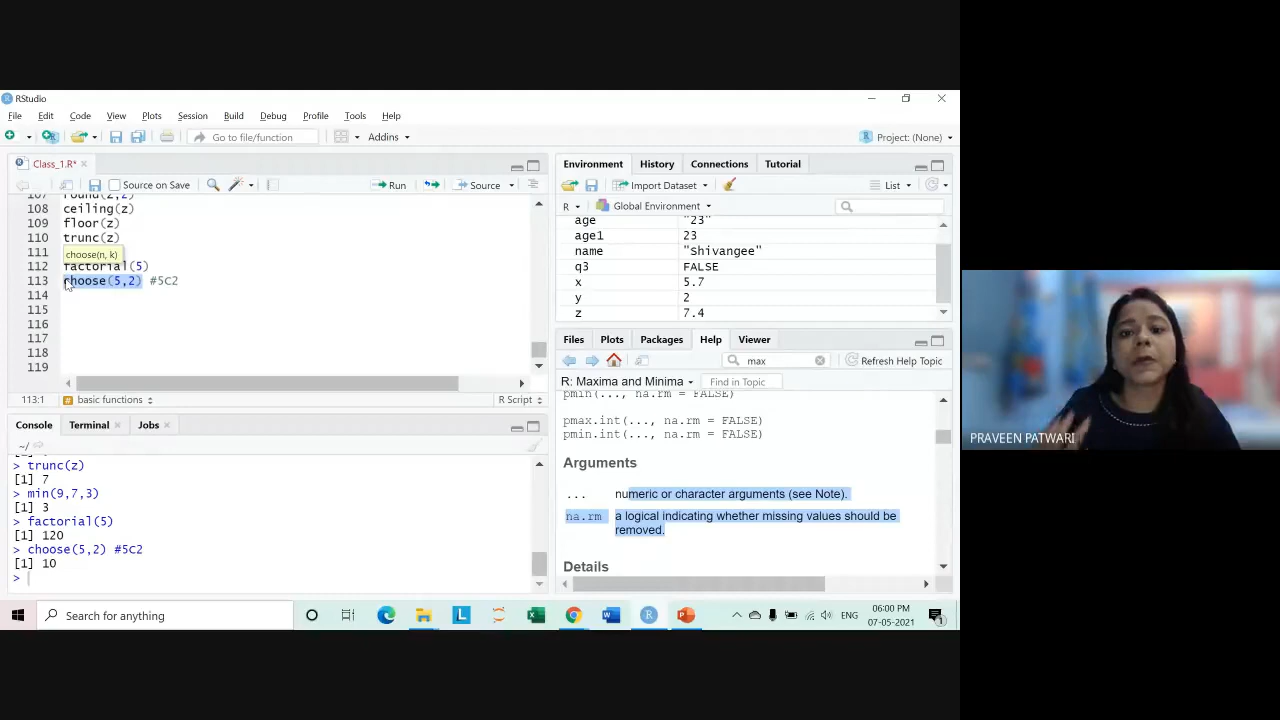 RStudio
File Edit Code View Plots Session Build Debug Profile Tools Help
Go to file/function Addins Project: (None)
Class_1.R*
Source on Save Run Source
107 round(z,2)
108 ceiling(z)
109 floor(z)
110 trunc(z)
111 choose(n, k)
112 factorial(5)
113 choose(5,2) #5C2
114
115
116
117
118
119
113:1 basic functions R Script
Console Terminal Jobs
~/
> trunc(z)
[1] 7
> min(9,7,3)
[1] 3
> factorial(5)
[1] 120
> choose(5,2) #5C2
[1] 10
>
Environment History Connections Tutorial
Import Dataset List
R Global Environment
age "23"
age1 23
name "Shivangee"
q3 FALSE
x 5.7
y 2
z 7.4
Files Plots Packages Help Viewer
max Refresh Help Topic
R: Maxima and Minima Find in Topic
pmin(..., na.rm = FALSE)
pmax.int(..., na.rm = FALSE)
pmin.int(..., na.rm = FALSE)
Arguments
... numeric or character arguments (see Note).
na.rm a logical indicating whether missing values should be
removed.
Details
Search for anything
ENG
06:00 PM
07-05-2021
PRAVEEN PATWARI